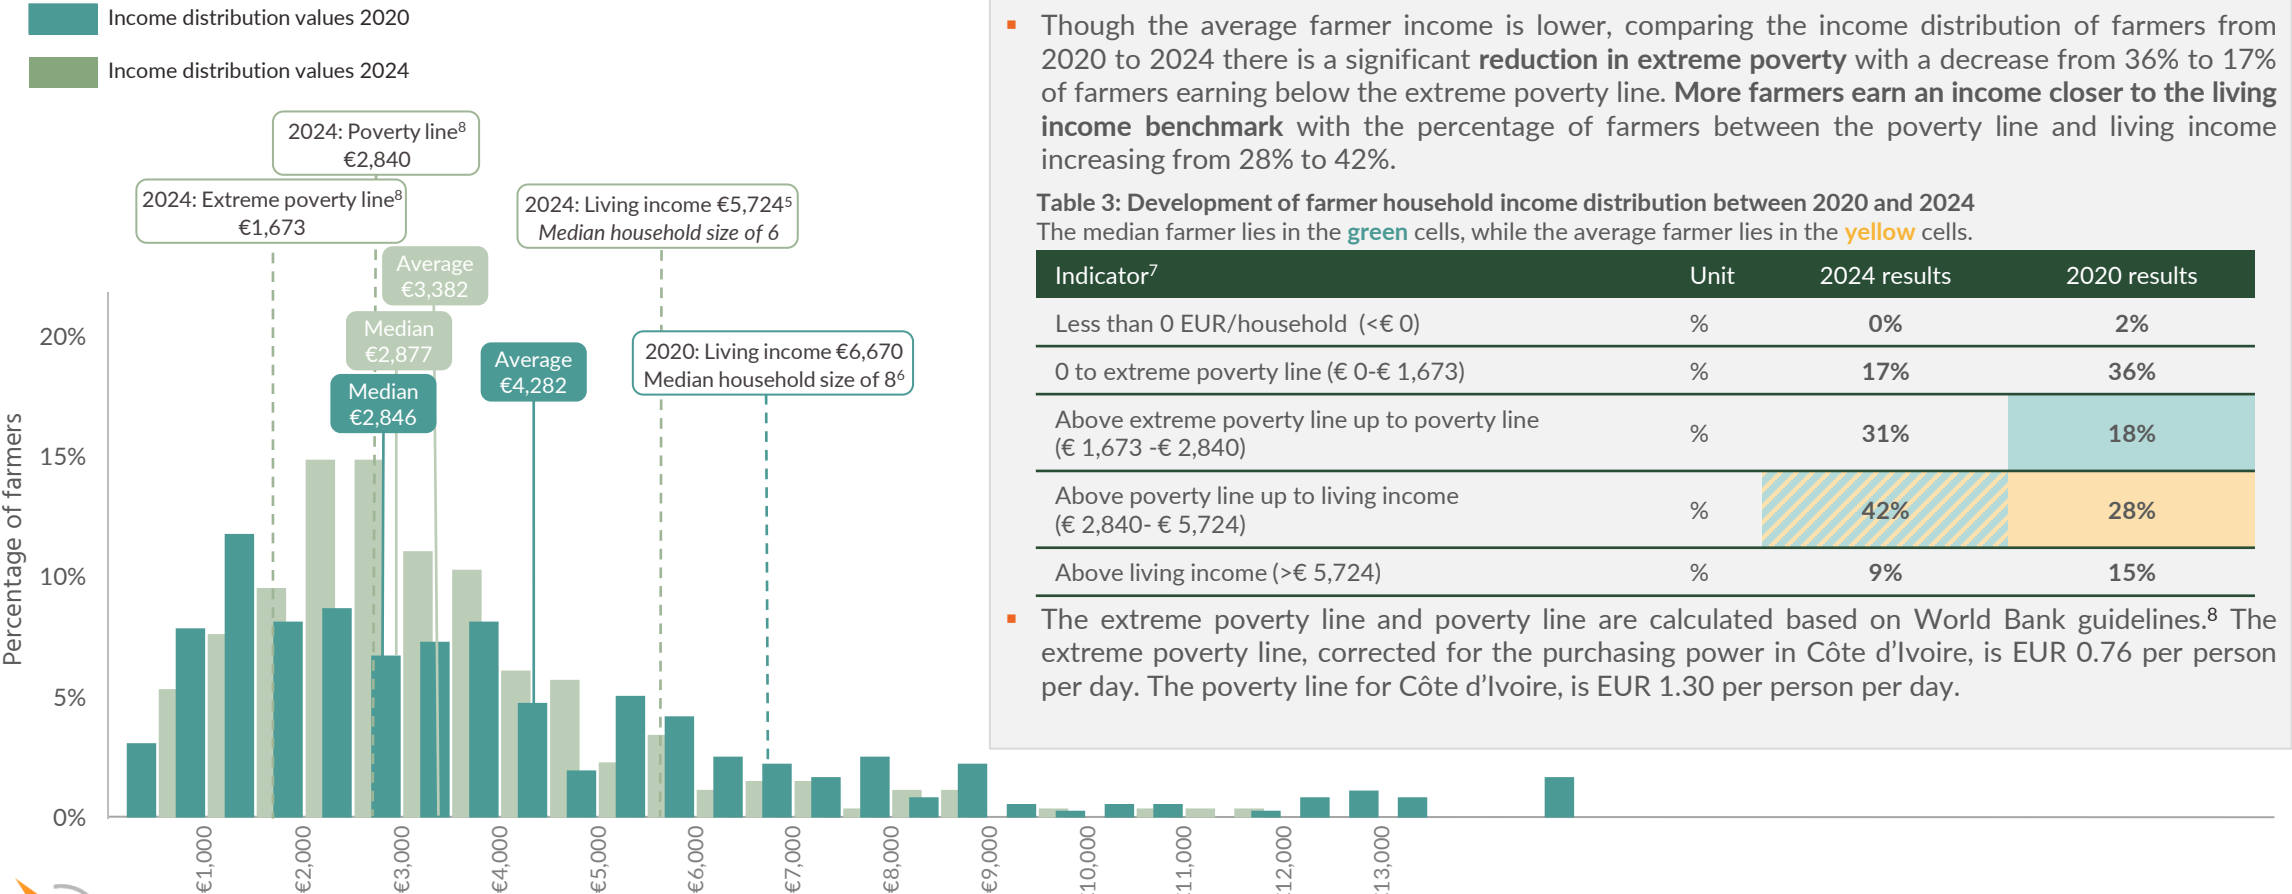 Income distribution values 2020
Income distribution values 2024
2024: Poverty line⁸
€2,840
2024: Extreme poverty line⁸
€1,673
2024: Living income €5,724⁵
Median household size of 6
Average
€3,382
Median
€2,877
Median
€2,846
Average
€4,282
2020: Living income €6,670
Median household size of 8⁶
Percentage of farmers
20%
15%
10%
5%
0%
€1,000
€2,000
€3,000
€4,000
€5,000
€6,000
€7,000
€8,000
€9,000
10,000
11,000
12,000
13,000
▪ Though the average farmer income is lower, comparing the income distribution of farmers from
2020 to 2024 there is a significant reduction in extreme poverty with a decrease from 36% to 17%
of farmers earning below the extreme poverty line. More farmers earn an income closer to the living
income benchmark with the percentage of farmers between the poverty line and living income
increasing from 28% to 42%.
Table 3: Development of farmer household income distribution between 2020 and 2024
The median farmer lies in the green cells, while the average farmer lies in the yellow cells.
Indicator⁷ Unit 2024 results 2020 results
Less than 0 EUR/household (<€ 0) % 0% 2%
0 to extreme poverty line (€ 0-€ 1,673) % 17% 36%
Above extreme poverty line up to poverty line
(€ 1,673 -€ 2,840) % 31% 18%
Above poverty line up to living income
(€ 2,840- € 5,724) % 42% 28%
Above living income (>€ 5,724) % 9% 15%
▪ The extreme poverty line and poverty line are calculated based on World Bank guidelines.⁸ The
extreme poverty line, corrected for the purchasing power in Côte d’Ivoire, is EUR 0.76 per person
per day. The poverty line for Côte d’Ivoire, is EUR 1.30 per person per day.